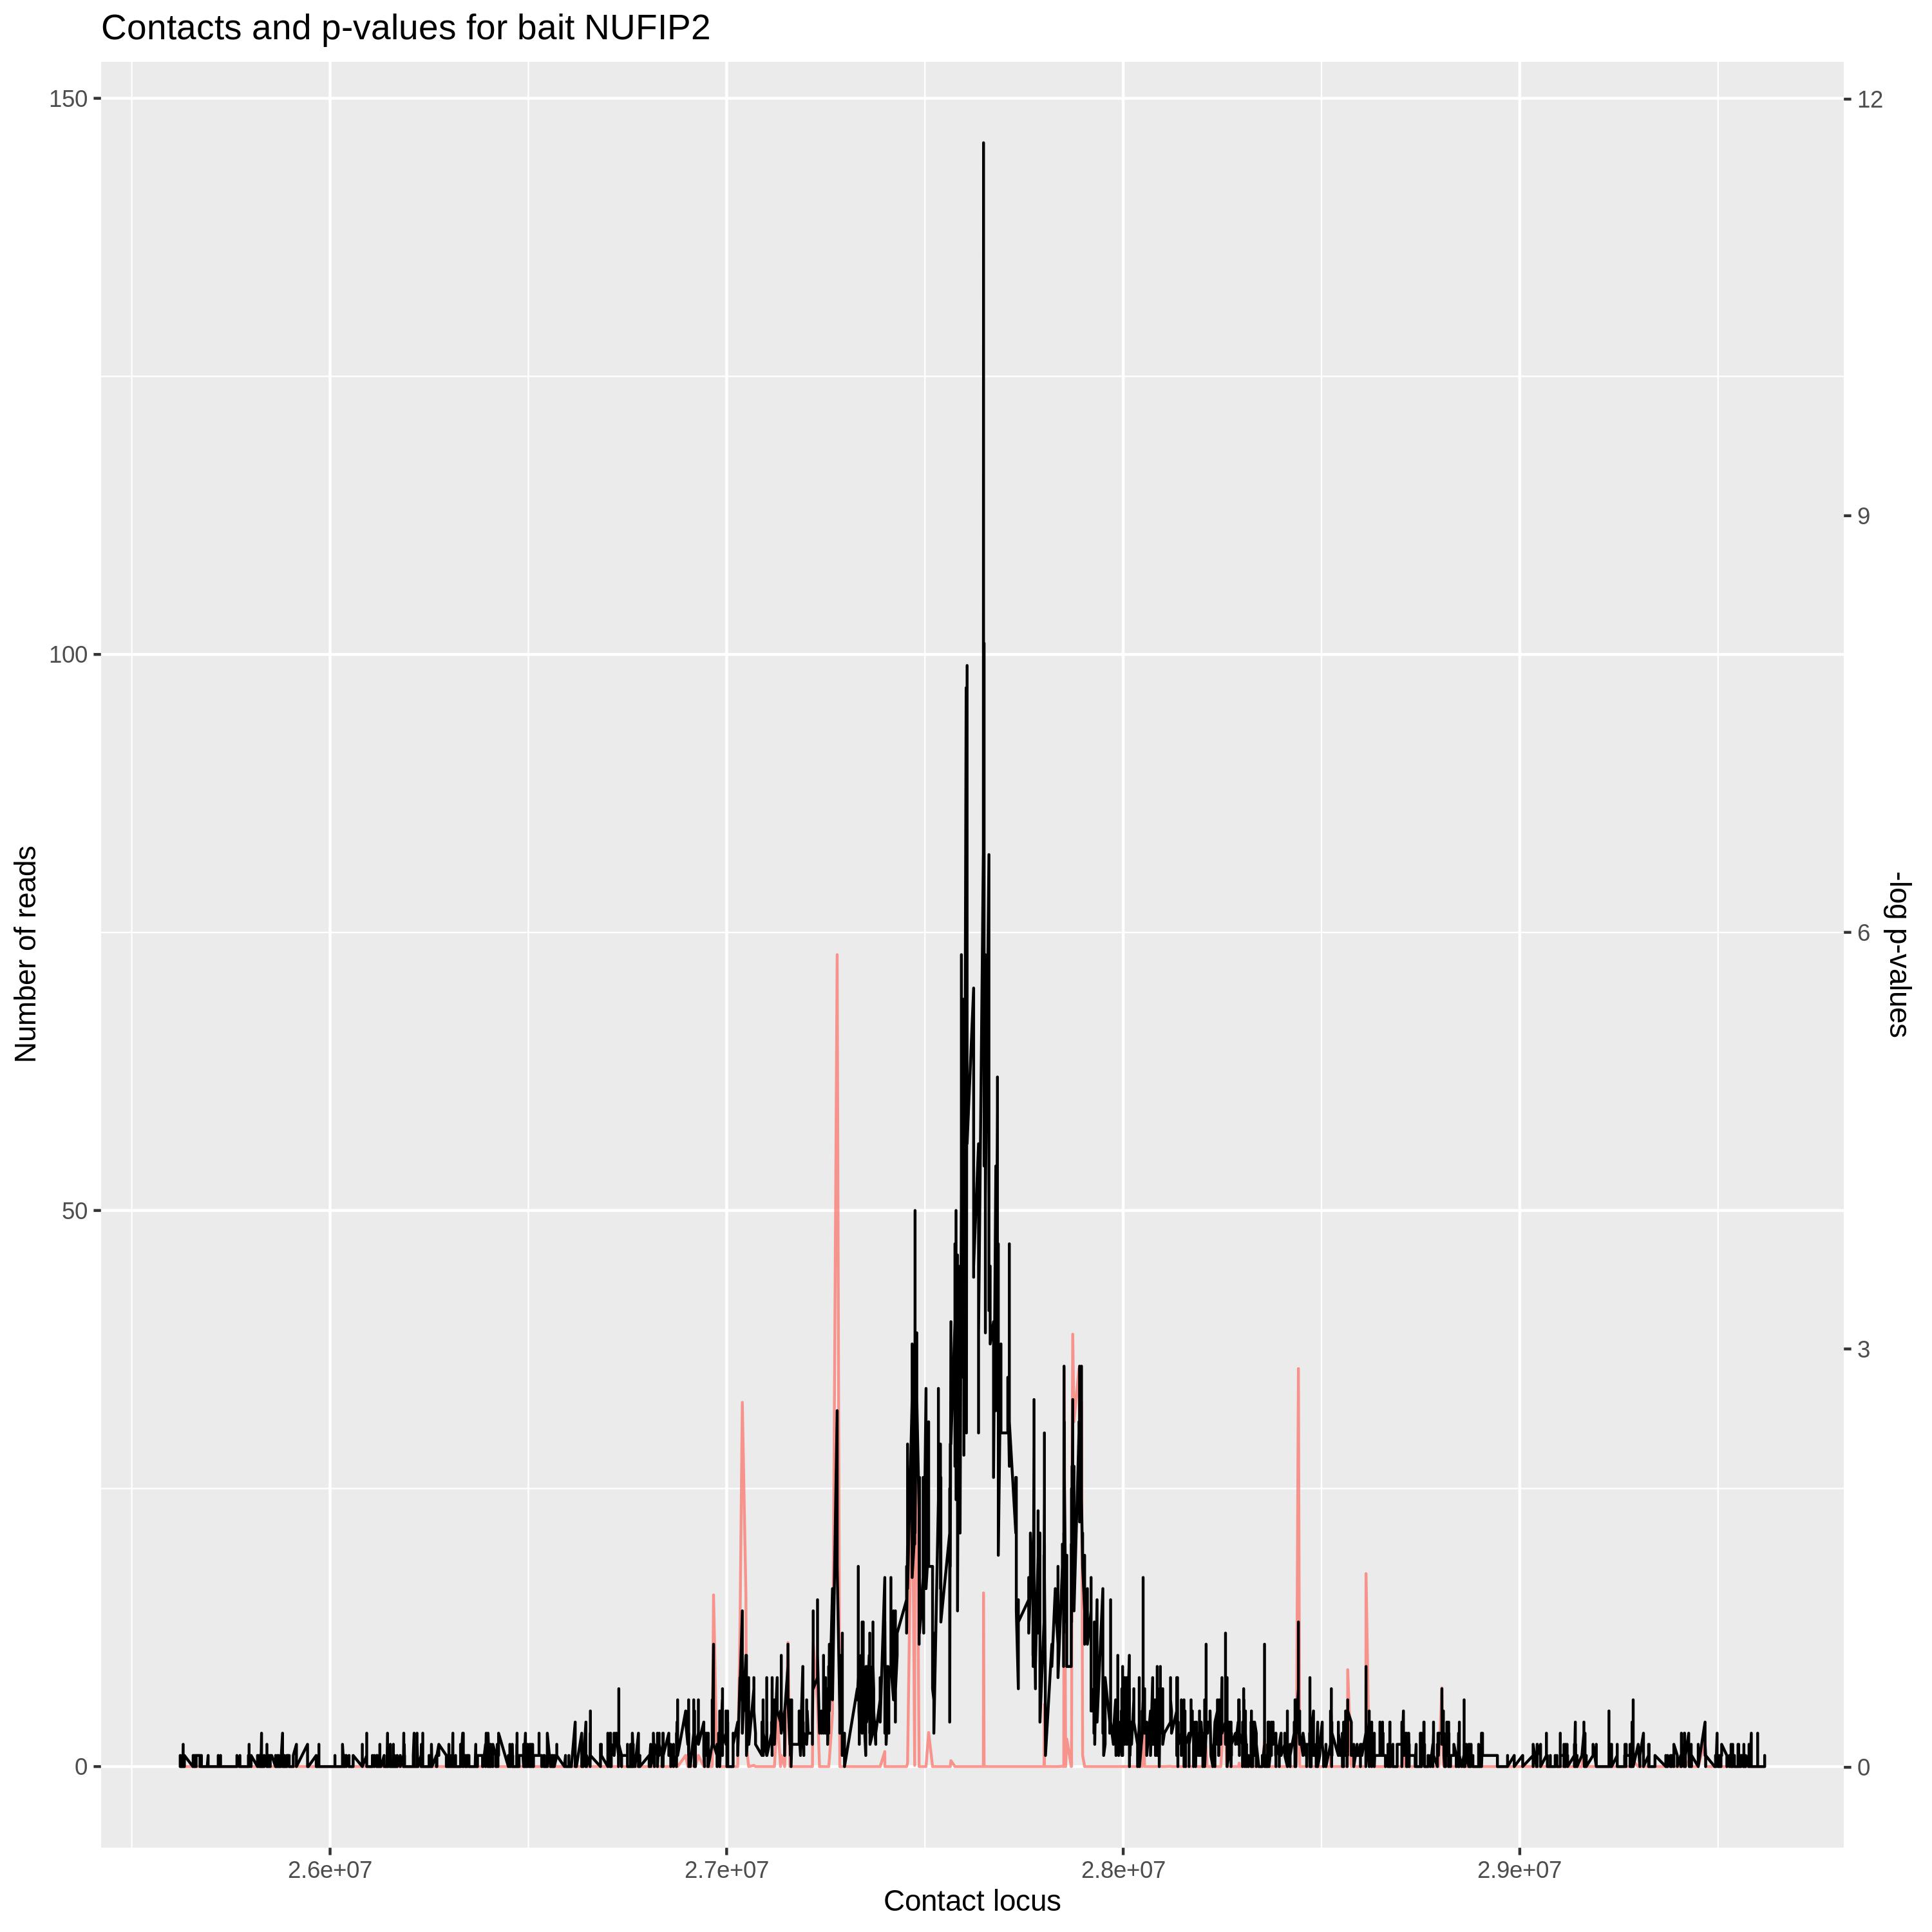 Contacts and p-values for bait NUFIP2
150
100
50
0
Number of reads
12
9
6
3
0
-log p-values
2.6e+07
2.7e+07
2.8e+07
2.9e+07
Contact locus